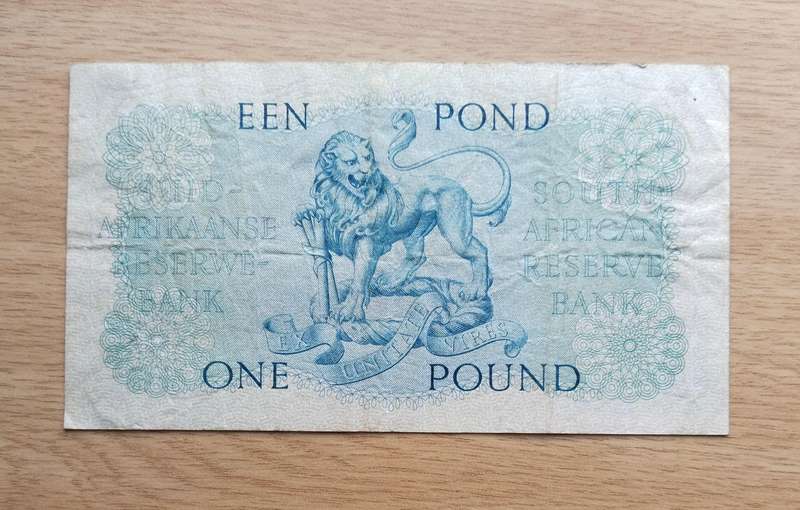 EEN POND
SUID-
AFRIKAANSE
RESERWE-
BANK
SOUTH
AFRICAN
RESERVE
BANK
EX UNITATE VIRES
ONE POUND